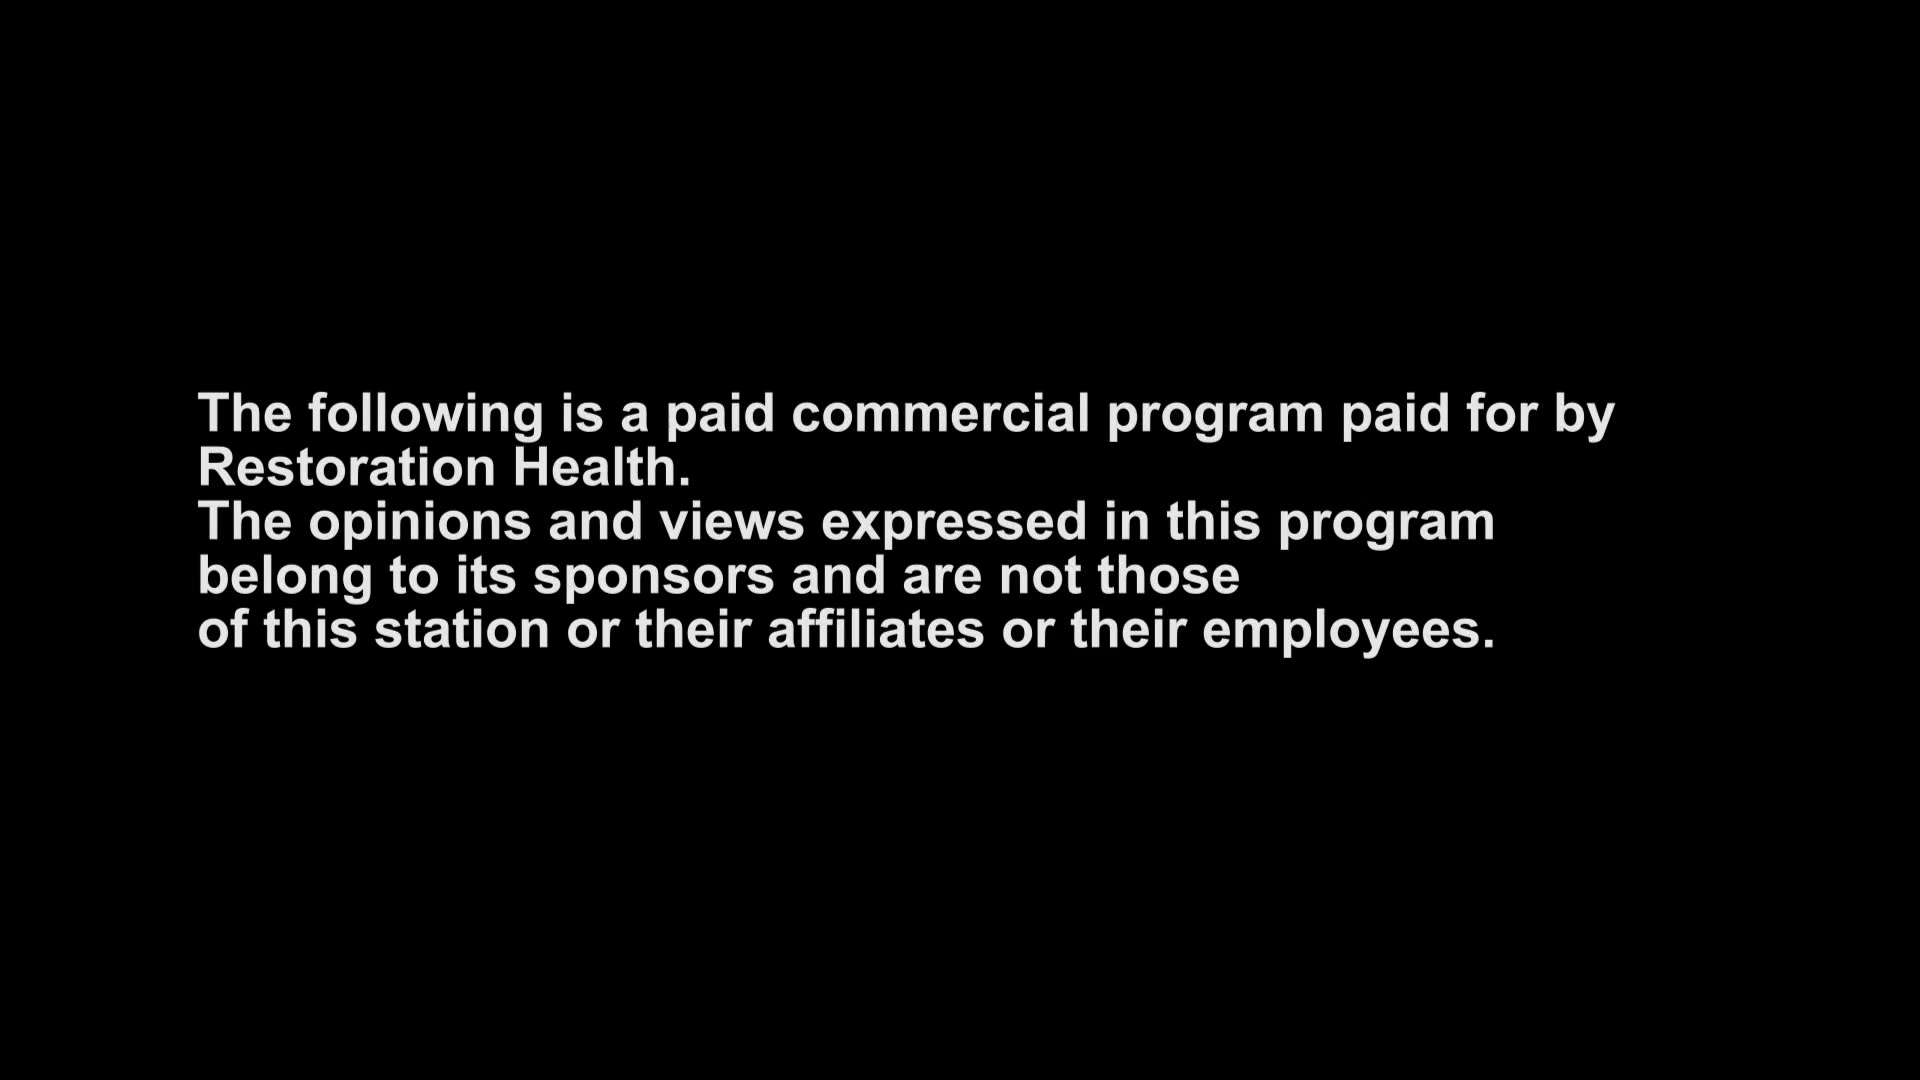 The following is a paid commercial program paid for by
Restoration Health.
The opinions and views expressed in this program
belong to its sponsors and are not those
of this station or their affiliates or their employees.